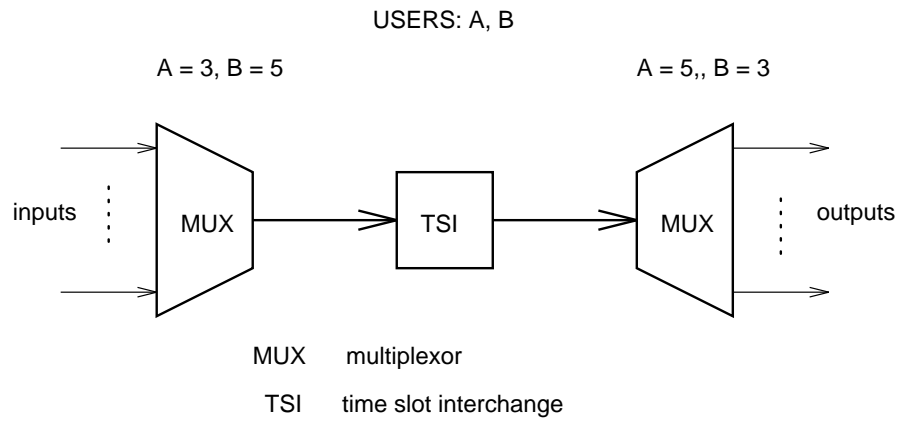 USERS: A, B
A = 3, B = 5
A = 5,, B = 3
inputs
MUX
TSI
MUX
outputs
MUX multiplexor
TSI time slot interchange